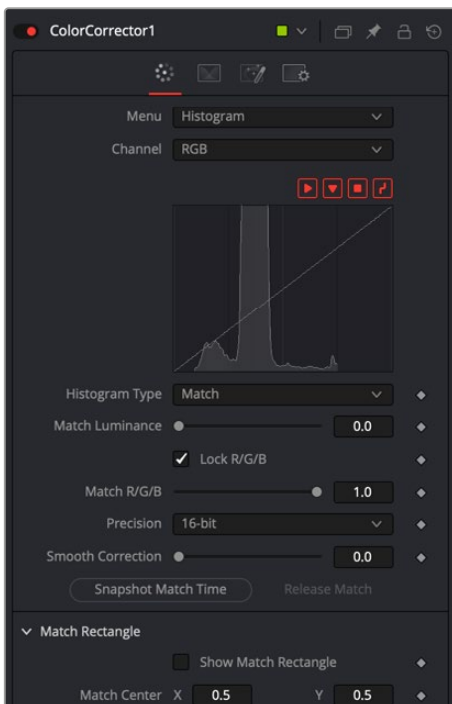 ColorCorrector1
Menu Histogram
Channel RGB
Histogram Type Match
Match Luminance 0.0
Lock R/G/B
Match R/G/B 1.0
Precision 16-bit
Smooth Correction 0.0
Snapshot Match Time Release Match
Match Rectangle
Show Match Rectangle
Match Center X 0.5 Y 0.5